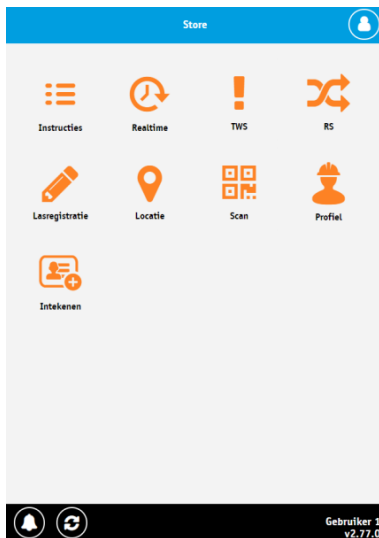 Store
Instructies
Realtime
TWS
RS
Lasregistratie
Locatie
Scan
Profiel
Intekenen
Gebruiker 1
v2.77.0